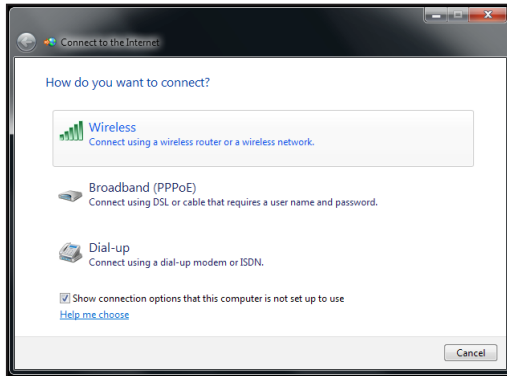 Connect to the Internet
How do you want to connect?
Wireless
Connect using a wireless router or a wireless network.
Broadband (PPPoE)
Connect using DSL or cable that requires a user name and password.
Dial-up
Connect using a dial-up modem or ISDN.
Show connection options that this computer is not set up to use
Help me choose
Cancel